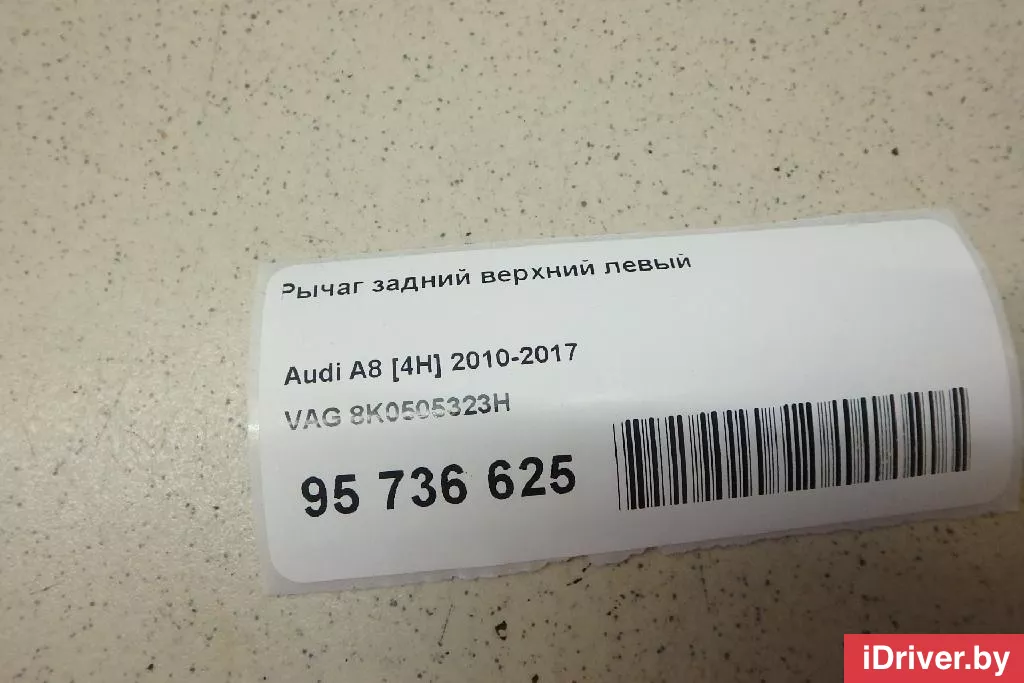 Рычаг задний верхний левый
Audi A8 [4H] 2010-2017
VAG 8K0505323H
95 736 625
iDriver.by